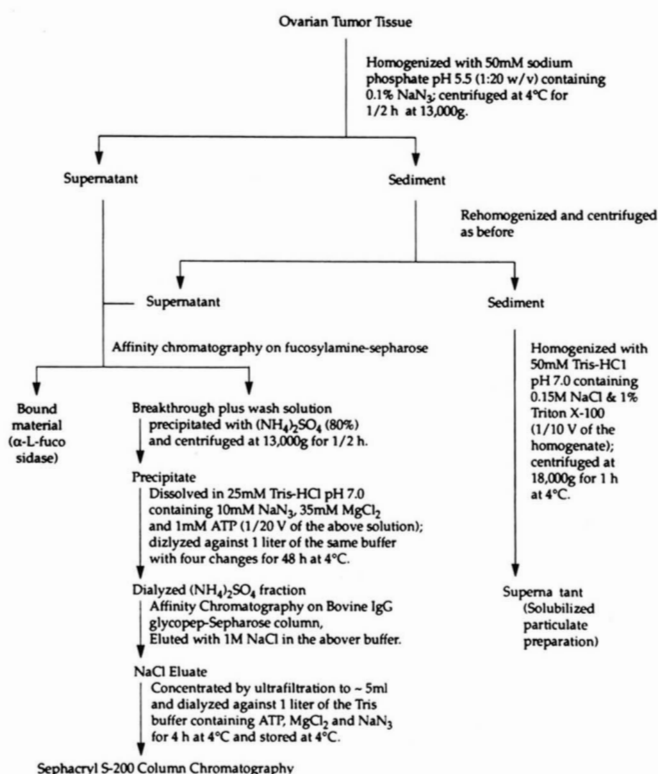 Ovarian Tumor Tissue
Homogenized with 50mM sodium
phosphate pH 5.5 (1:20 w/v) containing
0.1% NaN₃; centrifuged at 4°C for
1/2 h at 13,000g.
Supernatant
Sediment
Rehomogenized and centrifuged
as before
Supernatant
Sediment
Affinity chromatography on fucosylamine-sepharose
Bound
material
(α-L-fuco
sidase)
Breakthrough plus wash solution
precipitated with (NH₄)₂SO₄ (80%)
and centrifuged at 13,000g for 1/2 h.
Precipitate
Dissolved in 25mM Tris-HCl pH 7.0
containing 10mM NaN₃, 35mM MgCl₂
and 1mM ATP (1/20 V of the above solution);
dizlyzed against 1 liter of the same buffer
with four changes for 48 h at 4°C.
Dialyzed (NH₄)₂SO₄ fraction
Affinity Chromatography on Bovine IgG
glycopep-Sepharose column,
Eluted with 1M NaCl in the abover buffer.
NaCl Eluate
Concentrated by ultrafiltration to ~ 5ml
and dialyzed against 1 liter of the Tris
buffer containing ATP, MgCl₂ and NaN₃
for 4 h at 4°C and stored at 4°C.
Sephacryl S-200 Column Chromatography
Homogenized with
50mM Tris-HC1
pH 7.0 containing
0.15M NaCl & 1%
Triton X-100
(1/10 V of the
homogenate);
centrifuged at
18,000g for 1 h
at 4°C.
Superna tant
(Solubilized
particulate
preparation)